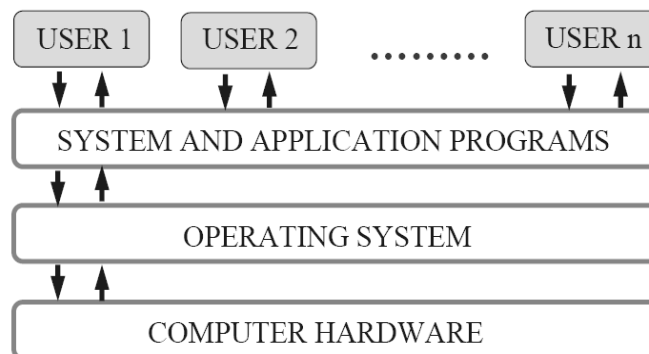 USER 1 USER 2 ......... USER n
SYSTEM AND APPLICATION PROGRAMS
OPERATING SYSTEM
COMPUTER HARDWARE